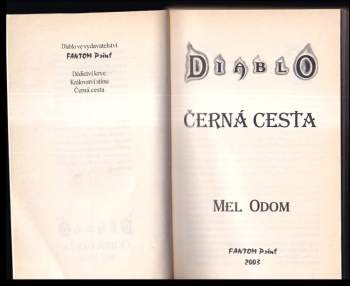 Diablo ve vydavatelství
FANTOM Print
Dědictví krve
Království stínu
Černá cesta
DIABLO
ČERNÁ CESTA
MEL ODOM
FANTOM Print
2003